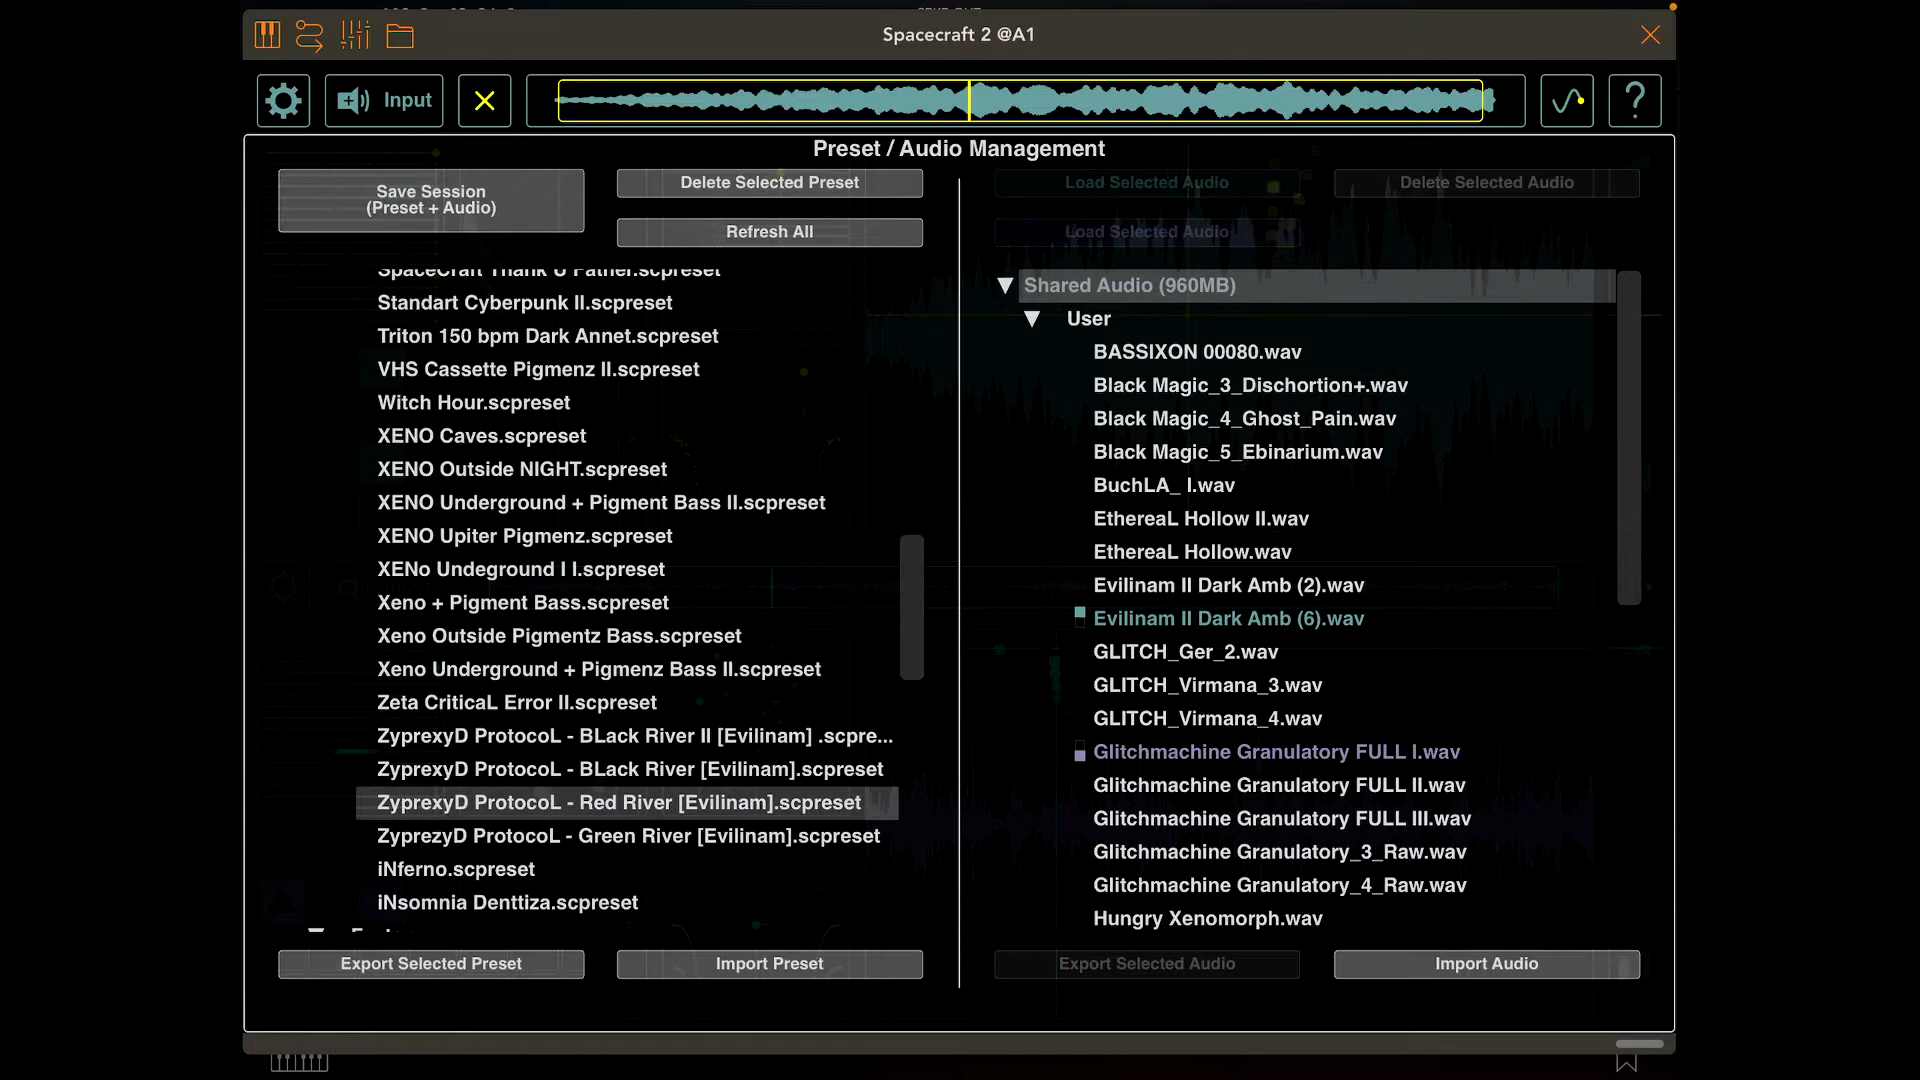 Spacecraft 2 @A1
Input
Preset / Audio Management
Save Session
(Preset + Audio)
Delete Selected Preset
Refresh All
Load Selected Audio
Delete Selected Audio
Load Selected Audio
SpaceCraft Thank U Father.scpreset
Standart Cyberpunk II.scpreset
Triton 150 bpm Dark Annet.scpreset
VHS Cassette Pigmenz II.scpreset
Witch Hour.scpreset
XENO Caves.scpreset
XENO Outside NIGHT.scpreset
XENO Underground + Pigment Bass II.scpreset
XENO Upiter Pigmenz.scpreset
XENo Undeground I I.scpreset
Xeno + Pigment Bass.scpreset
Xeno Outside Pigmentz Bass.scpreset
Xeno Underground + Pigmenz Bass II.scpreset
Zeta CriticaL Error II.scpreset
ZyprexyD ProtocoL - BLack River II [Evilinam] .scpre...
ZyprexyD ProtocoL - BLack River [Evilinam].scpreset
ZyprexyD ProtocoL - Red River [Evilinam].scpreset
ZyprezyD ProtocoL - Green River [Evilinam].scpreset
iNferno.scpreset
iNsomnia Denttiza.scpreset
Shared Audio (960MB)
User
BASSIXON 00080.wav
Black Magic_3_Dischortion+.wav
Black Magic_4_Ghost_Pain.wav
Black Magic_5_Ebinarium.wav
BuchLA_ I.wav
EthereaL Hollow II.wav
EthereaL Hollow.wav
Evilinam II Dark Amb (2).wav
Evilinam II Dark Amb (6).wav
GLITCH_Ger_2.wav
GLITCH_Virmana_3.wav
GLITCH_Virmana_4.wav
Glitchmachine Granulatory FULL I.wav
Glitchmachine Granulatory FULL II.wav
Glitchmachine Granulatory FULL III.wav
Glitchmachine Granulatory_3_Raw.wav
Glitchmachine Granulatory_4_Raw.wav
Hungry Xenomorph.wav
Export Selected Preset
Import Preset
Export Selected Audio
Import Audio